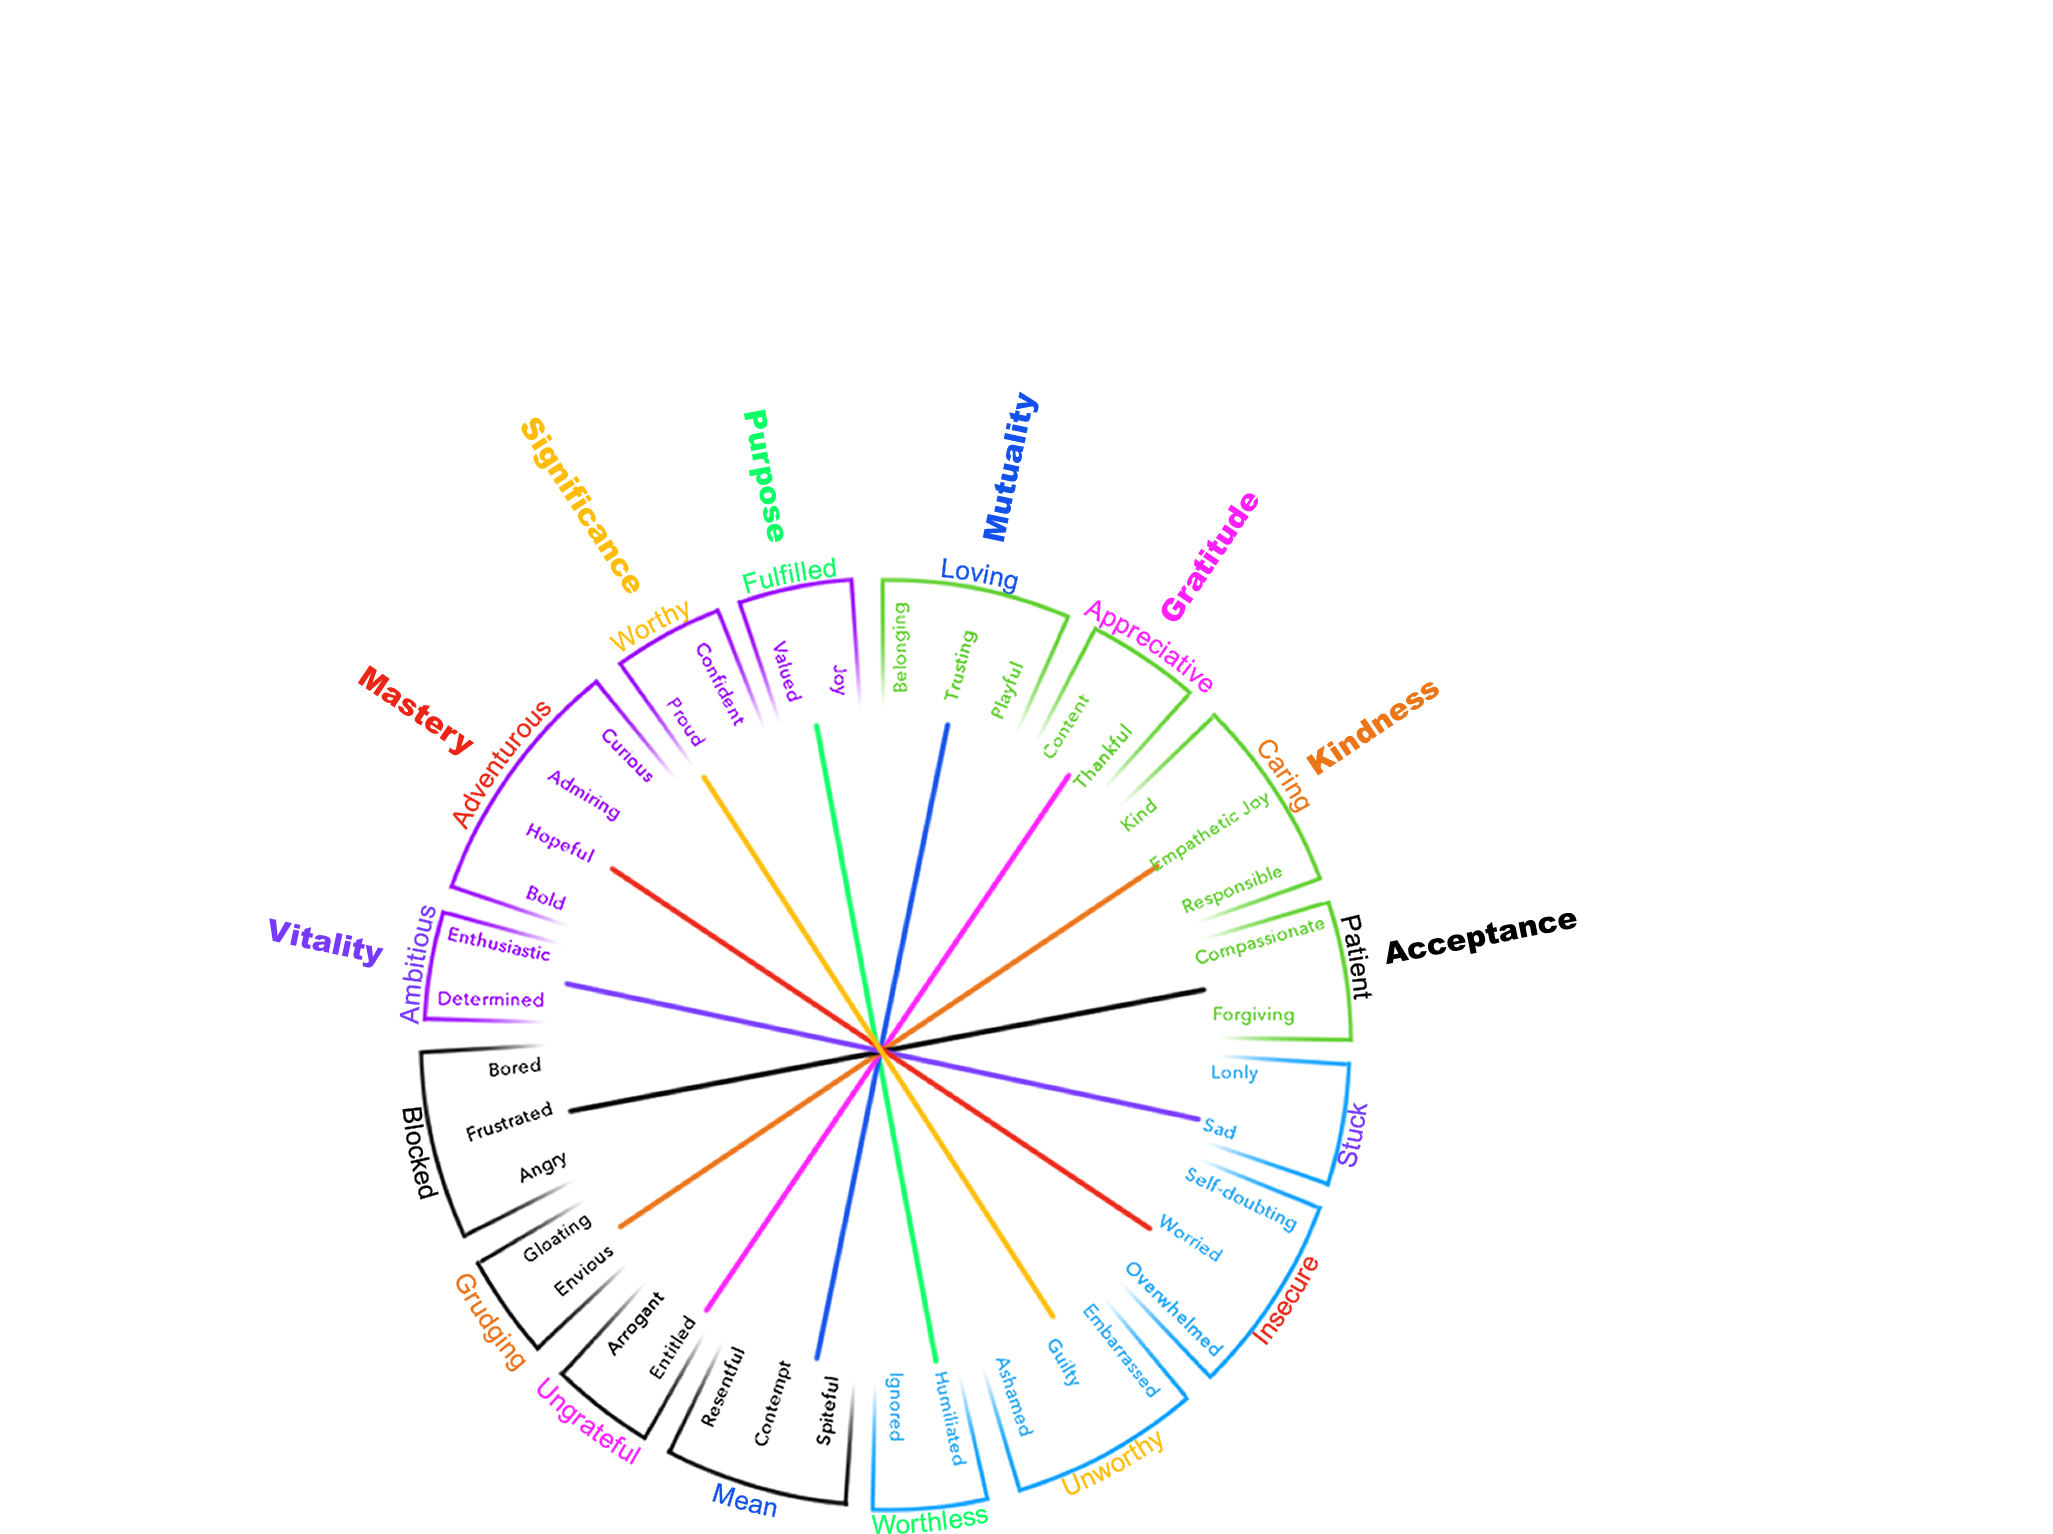 Mutuality
Purpose
Significance
Gratitude
Mastery
Kindness
Vitality
Acceptance
Loving
Belonging
Trusting
Playful
Appreciative
Content
Thankful
Caring
Kind
Empathetic Joy
Responsible
Patient
Compassionate
Forgiving
Stuck
Lonly
Sad
Insecure
Self-doubting
Worried
Overwhelmed
Unworthy
Embarrassed
Guilty
Ashamed
Worthless
Humiliated
Ignored
Mean
Spiteful
Contempt
Resentful
Ungrateful
Entitled
Arrogant
Grudging
Envious
Gloating
Blocked
Angry
Frustrated
Bored
Ambitious
Determined
Enthusiastic
Adventurous
Bold
Hopeful
Admiring
Curious
Worthy
Proud
Confident
Fulfilled
Valued
Joy